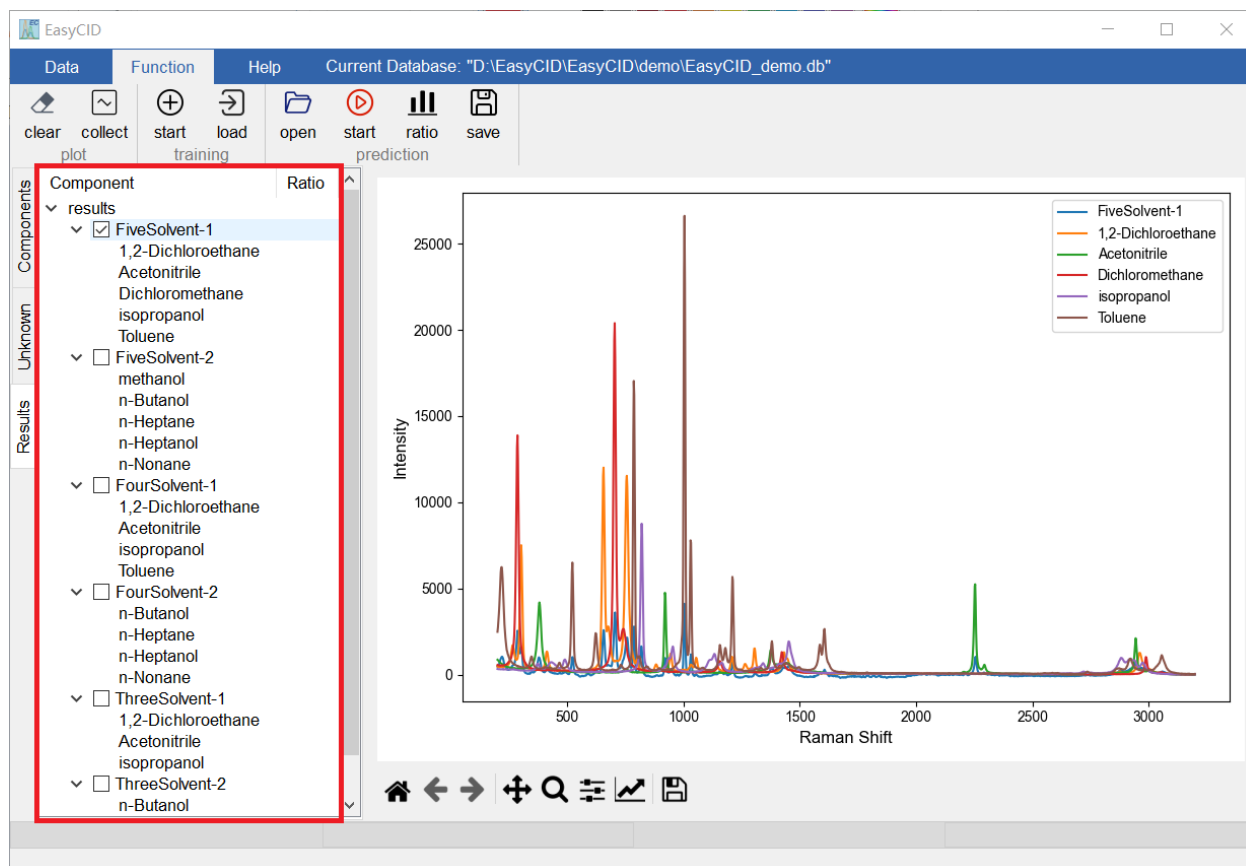 EasyCID
Data Function Help Current Database: "D:\EasyCID\EasyCID\demo\EasyCID_demo.db"
clear collect start load open start ratio save
plot training prediction
Components
Unknown
Results
Component Ratio
results
FiveSolvent-1
1,2-Dichloroethane
Acetonitrile
Dichloromethane
isopropanol
Toluene
FiveSolvent-2
methanol
n-Butanol
n-Heptane
n-Heptanol
n-Nonane
FourSolvent-1
1,2-Dichloroethane
Acetonitrile
isopropanol
Toluene
FourSolvent-2
n-Butanol
n-Heptane
n-Heptanol
n-Nonane
ThreeSolvent-1
1,2-Dichloroethane
Acetonitrile
isopropanol
ThreeSolvent-2
n-Butanol
FiveSolvent-1
1,2-Dichloroethane
Acetonitrile
Dichloromethane
isopropanol
Toluene
Intensity
25000
20000
15000
10000
5000
0
500 1000 1500 2000 2500 3000
Raman Shift